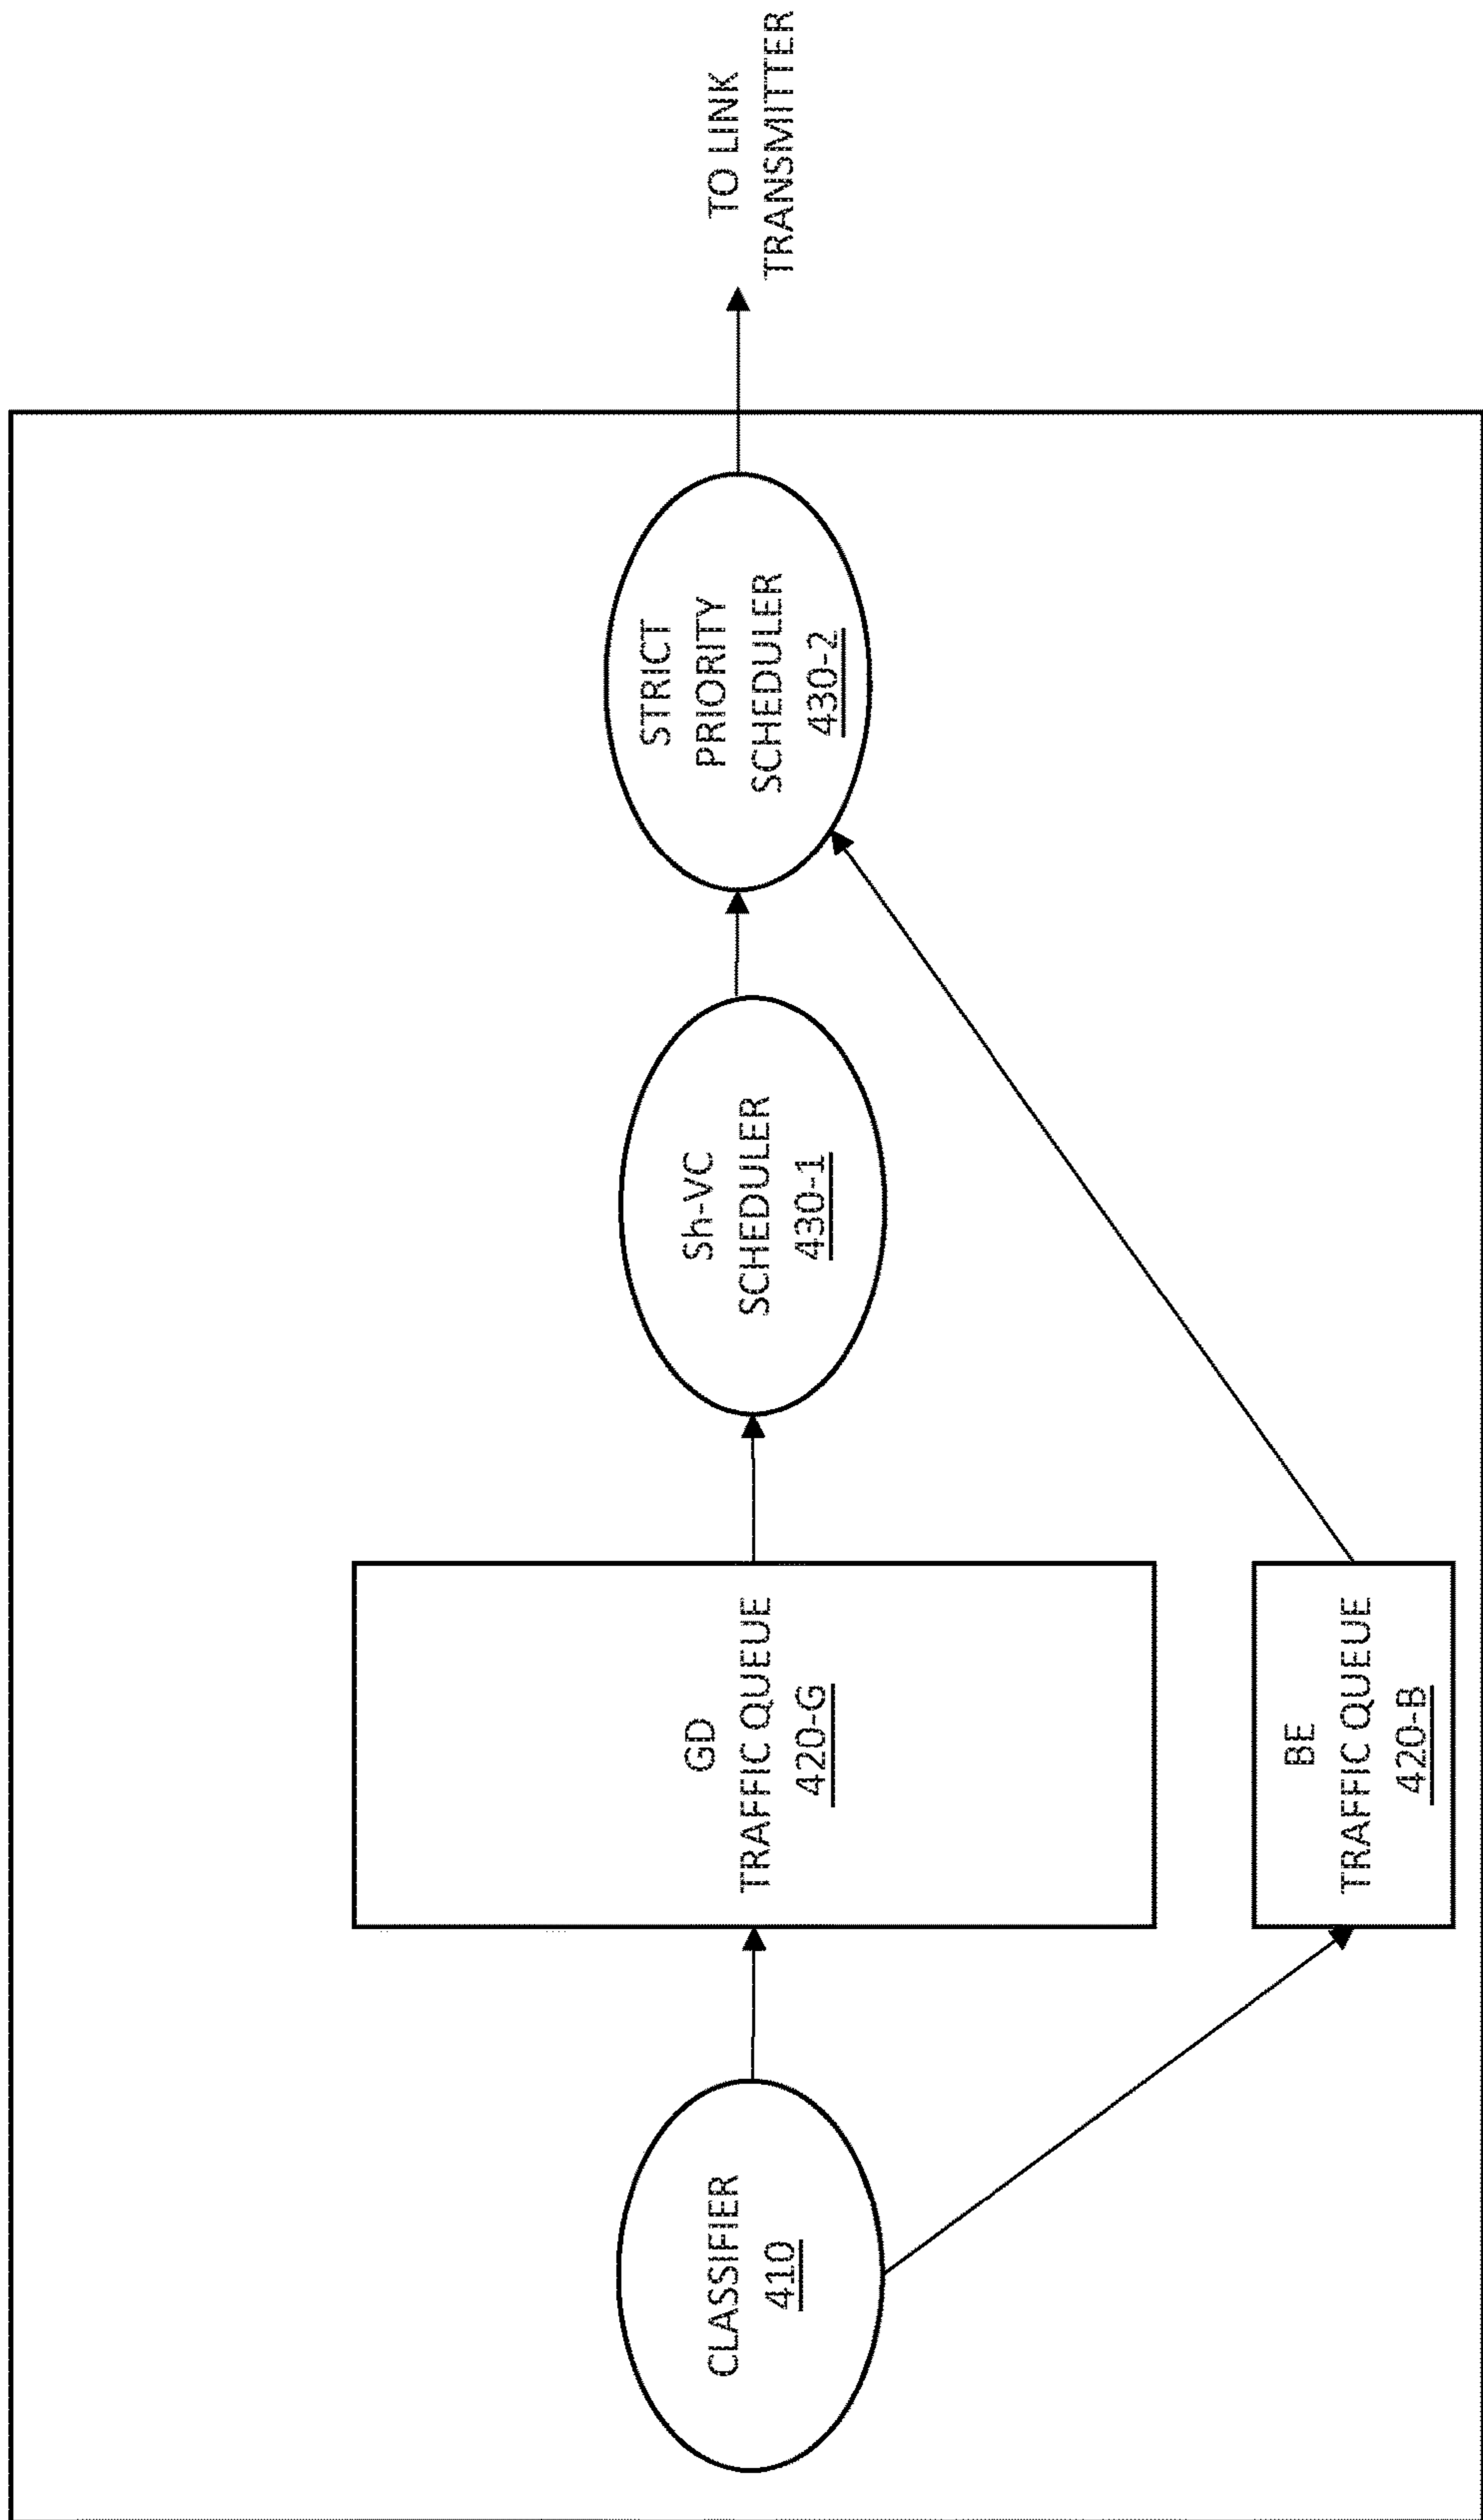 CLASSIFIER
410
GD
TRAFFIC QUEUE
420-G
BE
TRAFFIC QUEUE
420-B
Sh-VC
SCHEDULER
430-1
STRICT
PRIORITY
SCHEDULER
430-2
TO LINK
TRANSMITTER